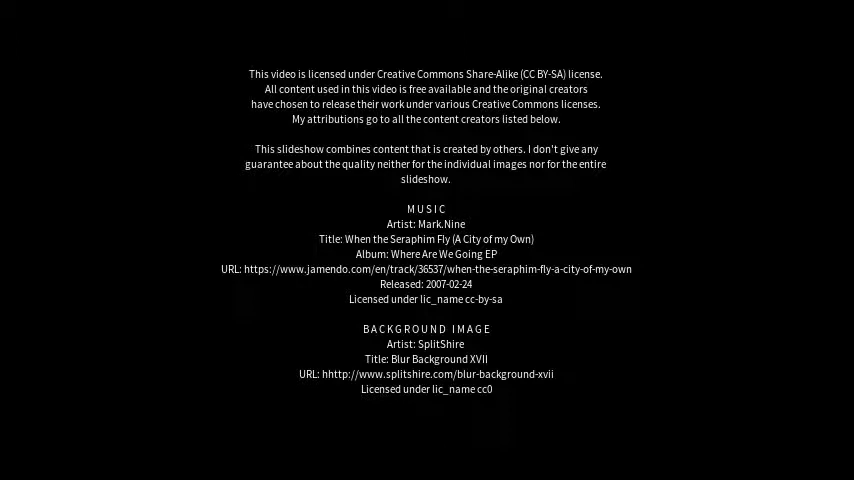 This video is licensed under Creative Commons Share-Alike (CC BY-SA) license.
All content used in this video is free available and the original creators
have chosen to release their work under various Creative Commons licenses.
My attributions go to all the content creators listed below.
This slideshow combines content that is created by others. I don't give any
guarantee about the quality neither for the individual images nor for the entire
slideshow.
MUSIC
Artist: Mark.Nine
Title: When the Seraphim Fly (A City of my Own)
Album: Where Are We Going EP
URL: https://www.jamendo.com/en/track/36537/when-the-seraphim-fly-a-city-of-my-own
Released: 2007-02-24
Licensed under lic_name cc-by-sa
BACKGROUND IMAGE
Artist: SplitShire
Title: Blur Background XVII
URL: hhttp://www.splitshire.com/blur-background-xvii
Licensed under lic_name cc0